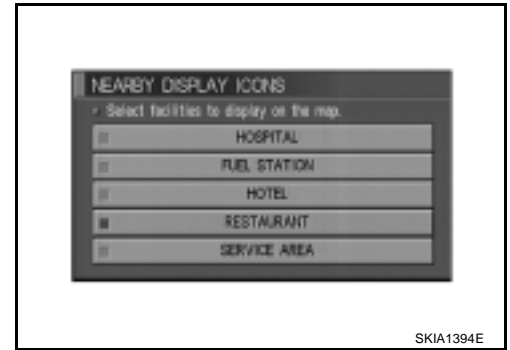 NEARBY DISPLAY ICONS
Select facilities to display on the map.
HOSPITAL
FUEL STATION
HOTEL
RESTAURANT
SERVICE AREA
SKIA1394E